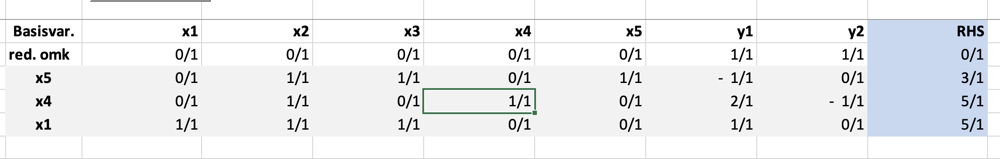 Basisvar. x1 x2 x3 x4 x5 y1 y2 RHS
red. omk 0/1 0/1 0/1 0/1 0/1 1/1 1/1 0/1
x5 0/1 1/1 1/1 0/1 1/1 - 1/1 0/1 3/1
x4 0/1 1/1 0/1 1/1 0/1 2/1 - 1/1 5/1
x1 1/1 1/1 1/1 0/1 0/1 1/1 0/1 5/1